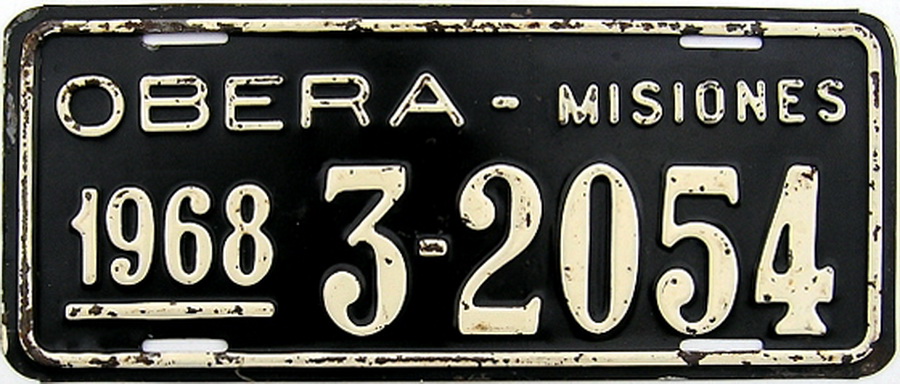 OBERA - MISIONES
1968 3-2054